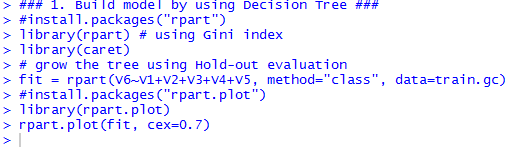 > ### 1. Build model by using Decision Tree ###
> #install.packages("rpart")
> library(rpart) # using Gini index
> library(caret)
> # grow the tree using Hold-out evaluation
> fit = rpart(V6~V1+V2+V3+V4+V5, method="class", data=train.gc)
> #install.packages("rpart.plot")
> library(rpart.plot)
> rpart.plot(fit, cex=0.7)
>